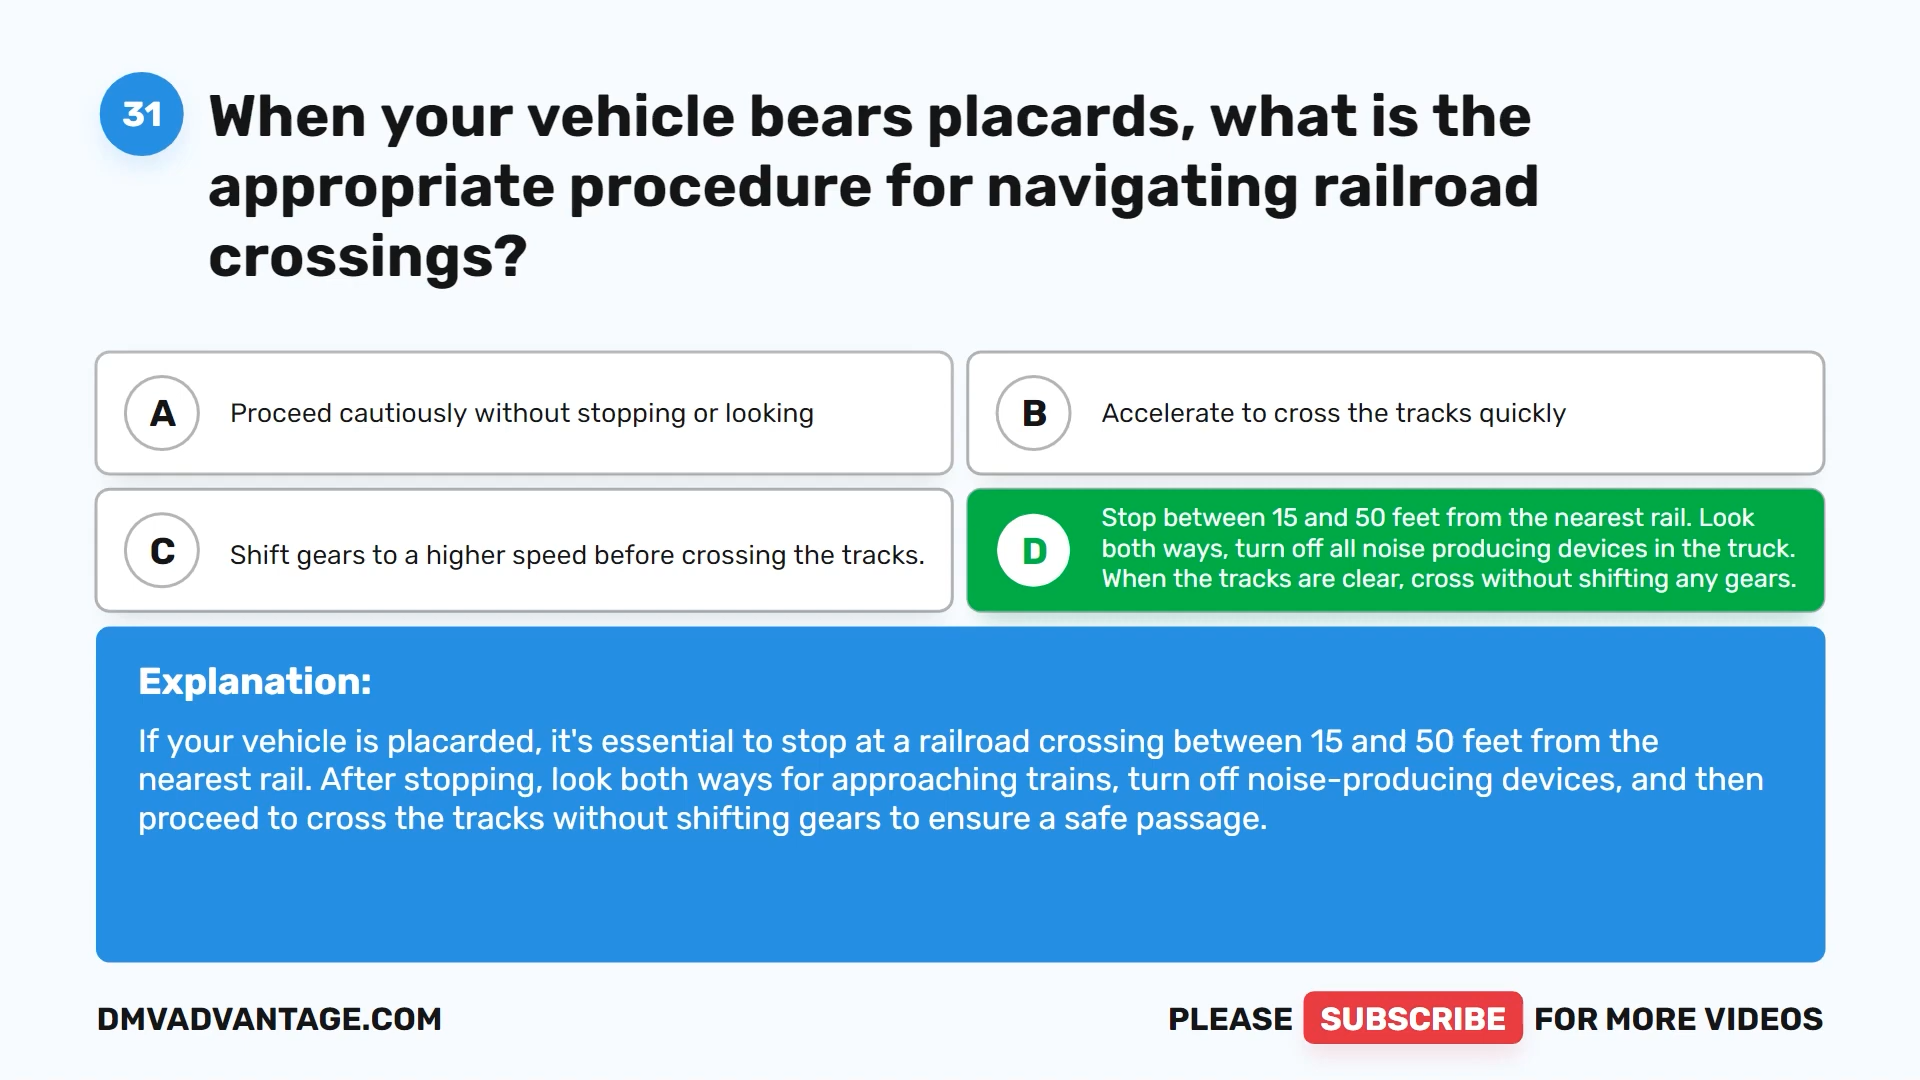 31
When your vehicle bears placards, what is the
appropriate procedure for navigating railroad
crossings?
A
Proceed cautiously without stopping or looking
B
Accelerate to cross the tracks quickly
C
Shift gears to a higher speed before crossing the tracks.
D
Stop between 15 and 50 feet from the nearest rail. Look
both ways, turn off all noise producing devices in the truck.
When the tracks are clear, cross without shifting any gears.
Explanation:
If your vehicle is placarded, it's essential to stop at a railroad crossing between 15 and 50 feet from the
nearest rail. After stopping, look both ways for approaching trains, turn off noise-producing devices, and then
proceed to cross the tracks without shifting gears to ensure a safe passage.
DMVADVANTAGE.COM
PLEASE SUBSCRIBE FOR MORE VIDEOS